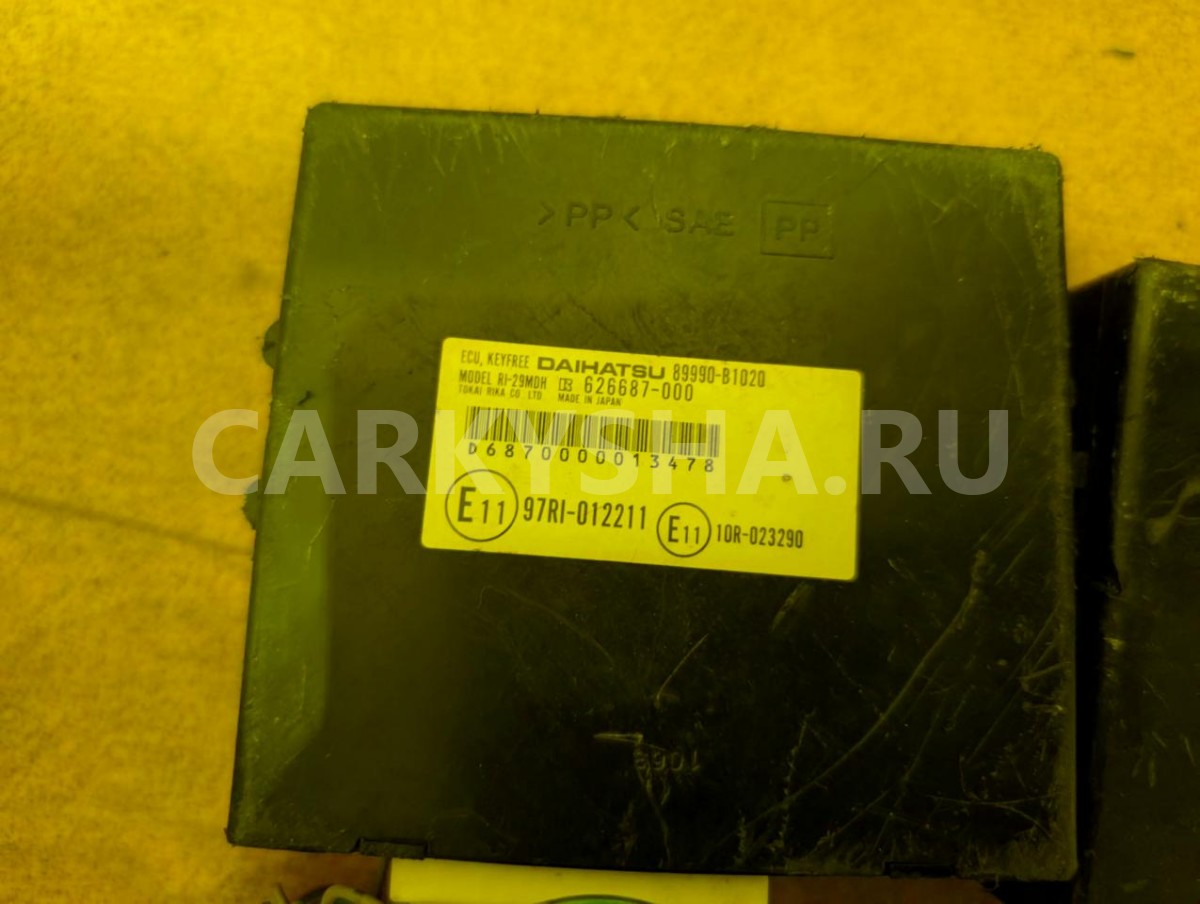 >PP< SAE PP
ECU, KEYFREE DAIHATSU 89990-B1020
MODEL RI-29MDH D3 626687-000
TOKAI RIKA CO. LTD. MADE IN JAPAN
CARKYSHA.RU
D6870000013478
E11 97RI-012211 E11 10R-023290